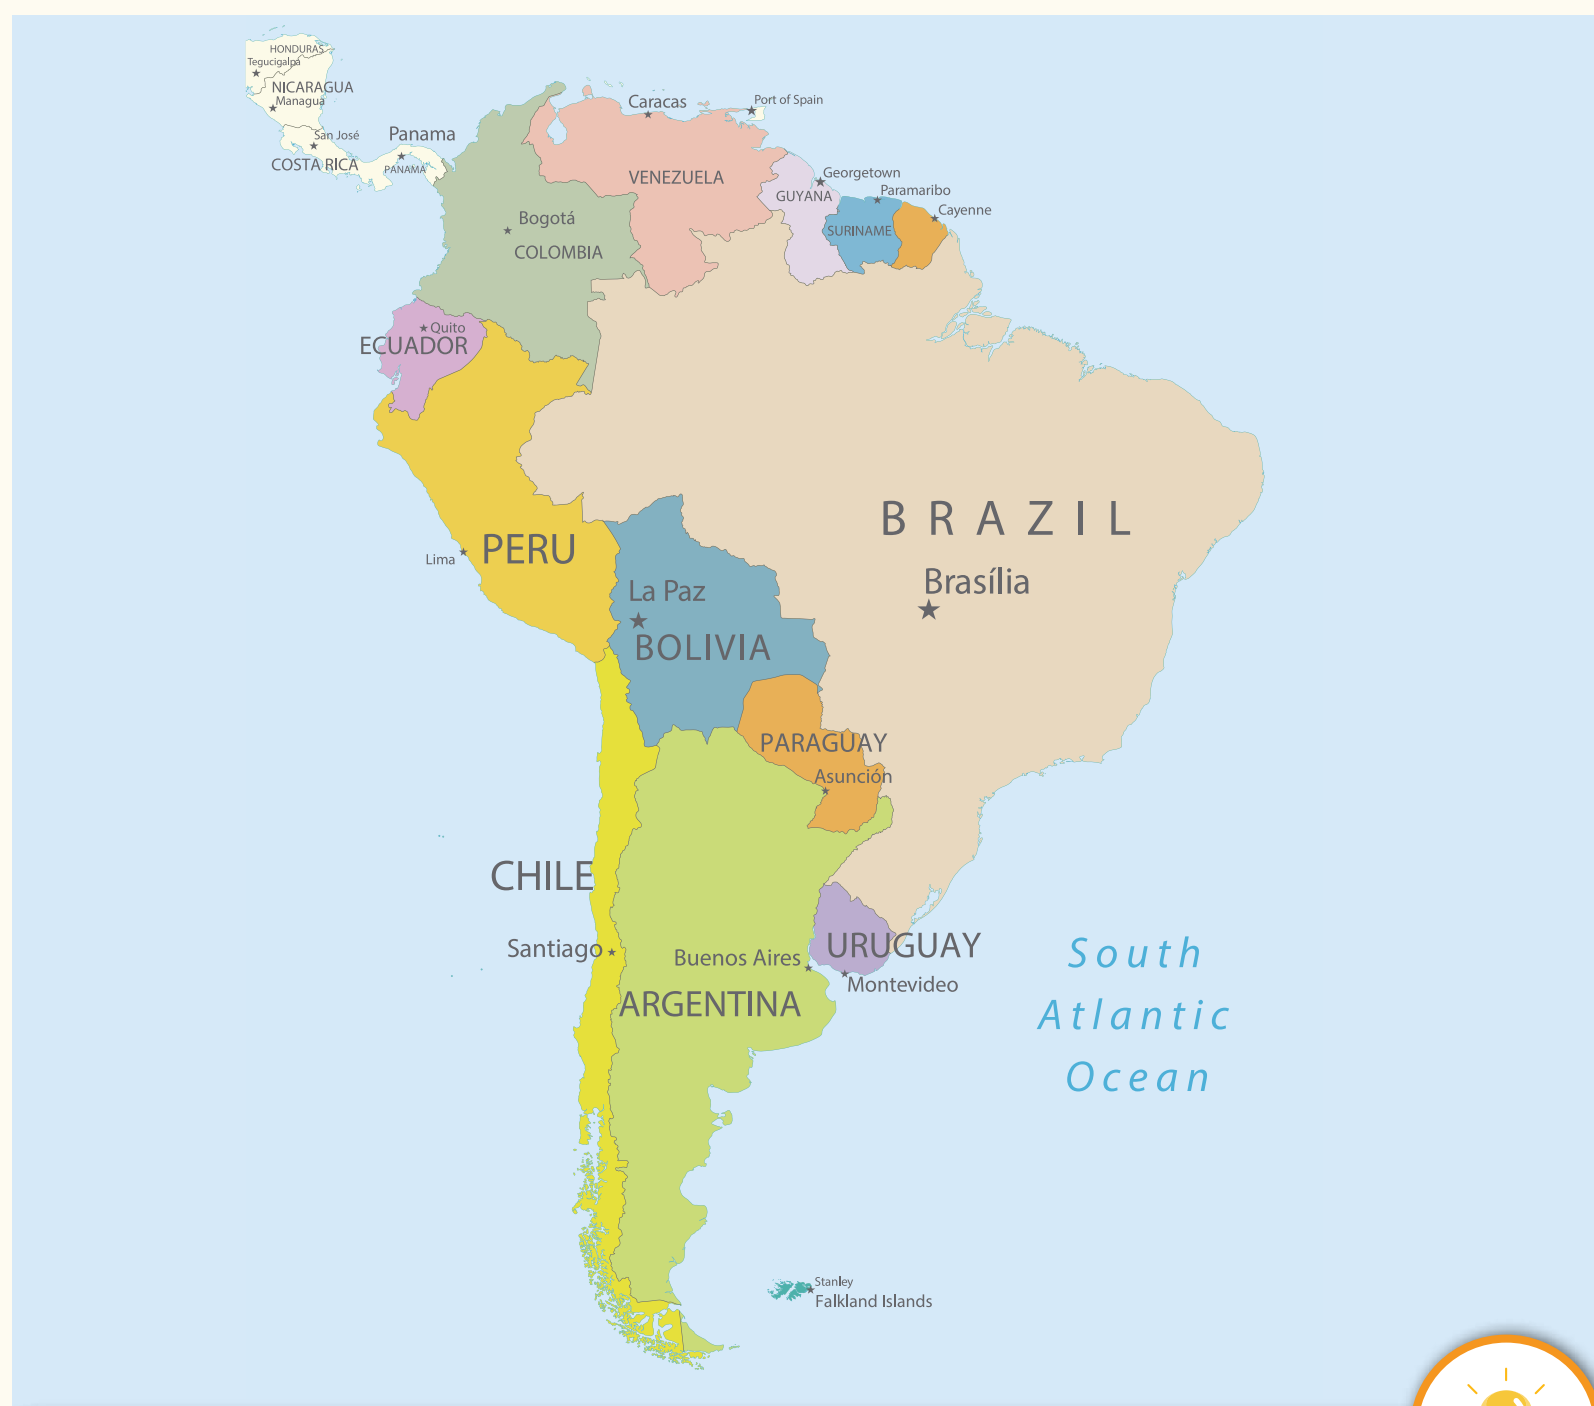 HONDURAS
Tegucigalpa
NICARAGUA
Managua
San José
COSTA RICA
Panama
PANAMA
Caracas
Port of Spain
VENEZUELA
Georgetown
GUYANA
Paramaribo
SURINAME
Cayenne
Bogotá
COLOMBIA
Quito
ECUADOR
BRAZIL
Brasília
Lima
PERU
La Paz
BOLIVIA
PARAGUAY
Asunción
CHILE
Santiago
Buenos Aires
ARGENTINA
URUGUAY
Montevideo
South
Atlantic
Ocean
Stanley
Falkland Islands